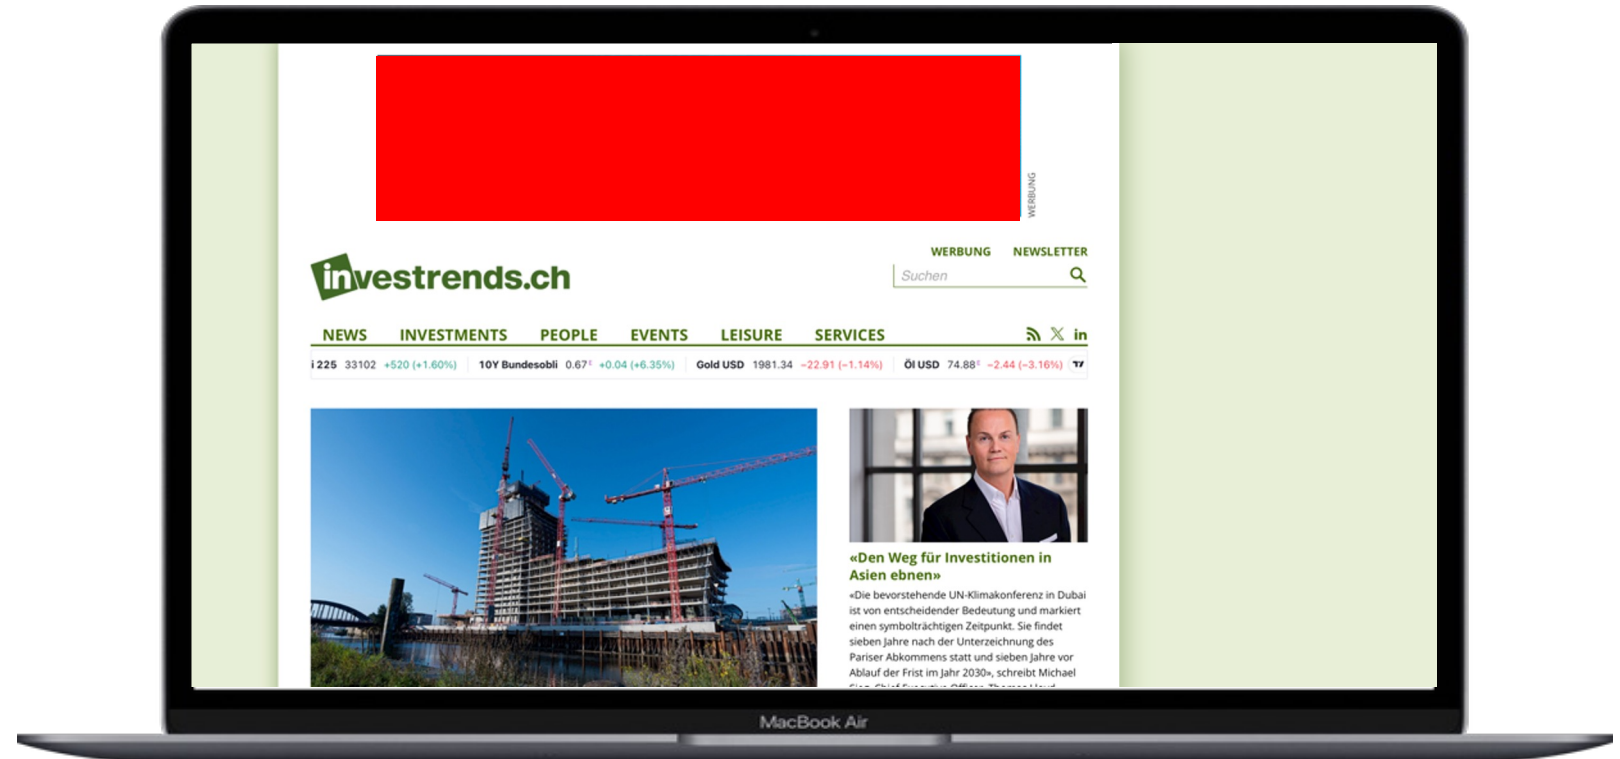 WERBUNG
investrends.ch
WERBUNG NEWSLETTER
Suchen
NEWS INVESTMENTS PEOPLE EVENTS LEISURE SERVICES
in
i 225 33102 +520 (+1.60%) 10Y Bundesobli 0.67 +0.04 (+6.35%) Gold USD 1981.34 −22.91 (−1.14%) Öl USD 74.88 −2.44 (−3.16%)
«Den Weg für Investitionen in
Asien ebnen»
«Die bevorstehende UN-Klimakonferenz in Dubai
ist von entscheidender Bedeutung und markiert
einen symbolträchtigen Zeitpunkt. Sie findet
sieben Jahre nach der Unterzeichnung des
Pariser Abkommens statt und sieben Jahre vor
Ablauf der Frist im Jahr 2030», schreibt Michael
MacBook Air